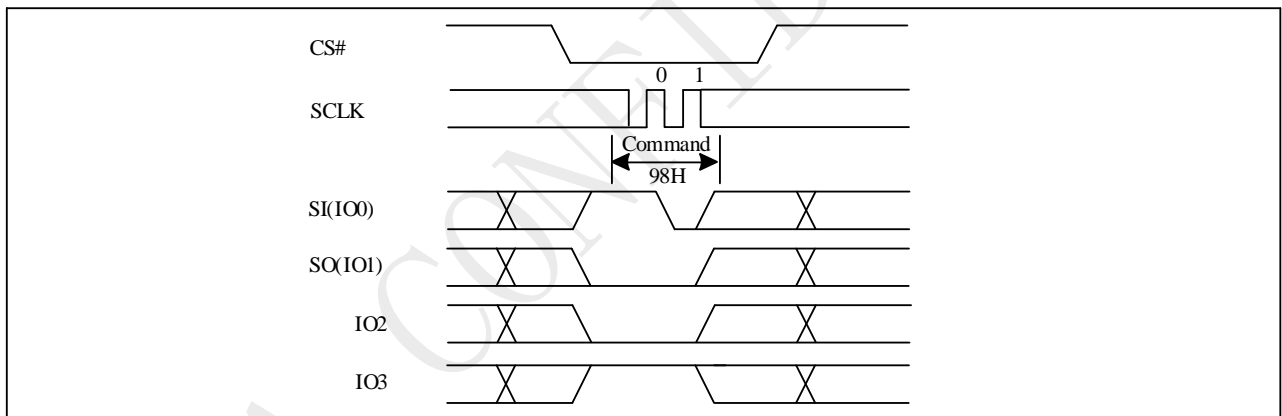 CS#
0 1
SCLK
Command
98H
SI(IO0)
SO(IO1)
IO2
IO3